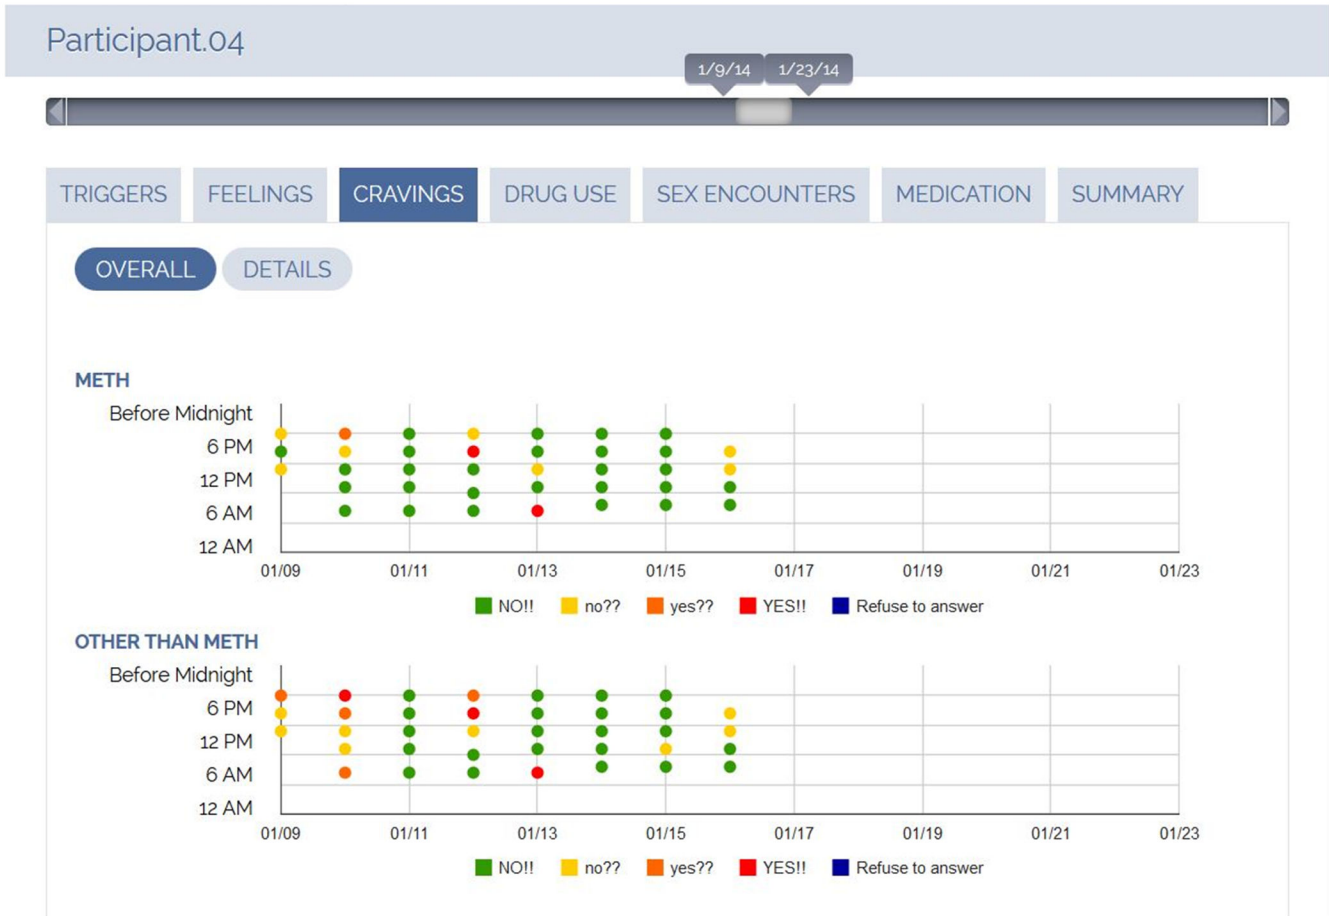 Participant.04
1/9/14 1/23/14
TRIGGERS FEELINGS CRAVINGS DRUG USE SEX ENCOUNTERS MEDICATION SUMMARY
OVERALL DETAILS
METH
Before Midnight
6 PM
12 PM
6 AM
12 AM
01/09 01/11 01/13 01/15 01/17 01/19 01/21 01/23
NO!! no?? yes?? YES!! Refuse to answer
OTHER THAN METH
Before Midnight
6 PM
12 PM
6 AM
12 AM
01/09 01/11 01/13 01/15 01/17 01/19 01/21 01/23
NO!! no?? yes?? YES!! Refuse to answer